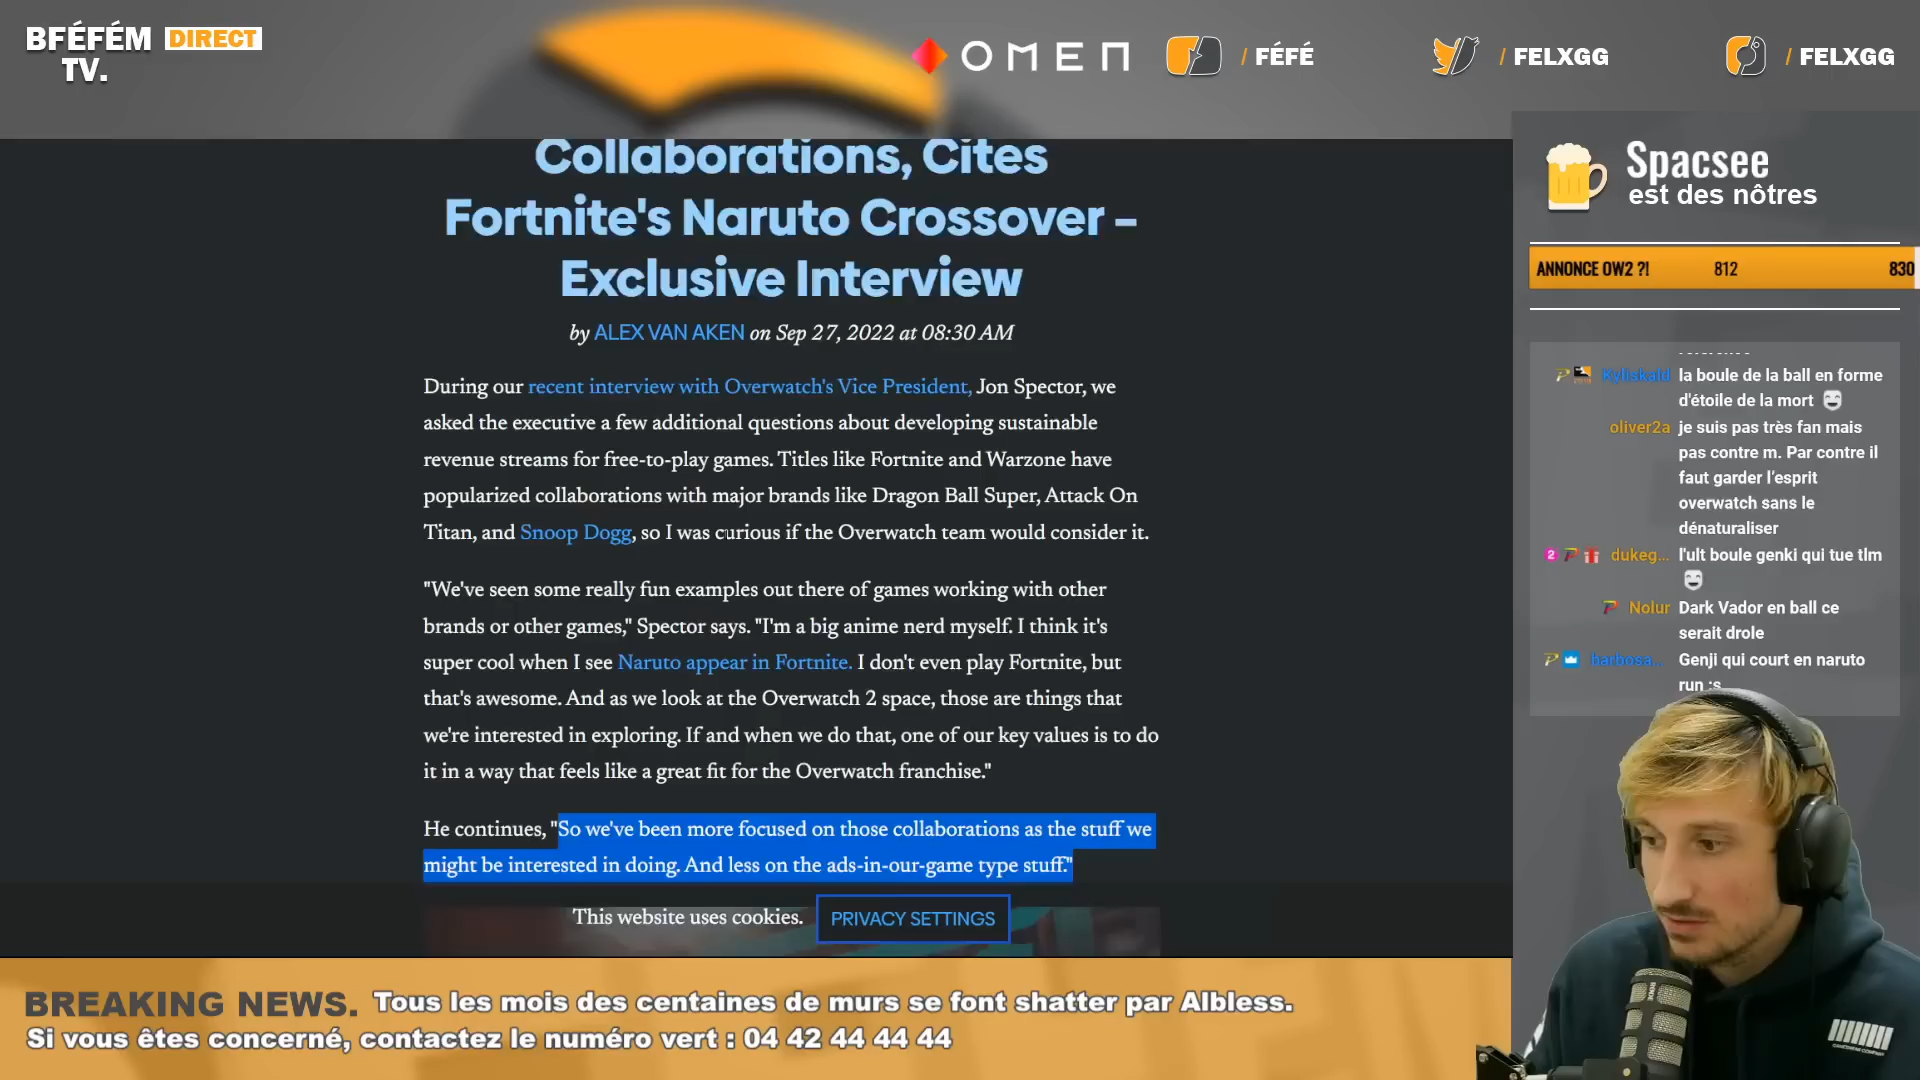 BFÉFÉM DIRECT
TV.
OMEN
/ FÉFÉ
/ FELXGG
/ FELXGG
Collaborations, Cites
Fortnite's Naruto Crossover –
Exclusive Interview
by ALEX VAN AKEN on Sep 27, 2022 at 08:30 AM
During our recent interview with Overwatch's Vice President, Jon Spector, we
asked the executive a few additional questions about developing sustainable
revenue streams for free-to-play games. Titles like Fortnite and Warzone have
popularized collaborations with major brands like Dragon Ball Super, Attack On
Titan, and Snoop Dogg, so I was curious if the Overwatch team would consider it.
"We've seen some really fun examples out there of games working with other
brands or other games," Spector says. "I'm a big anime nerd myself. I think it's
super cool when I see Naruto appear in Fortnite. I don't even play Fortnite, but
that's awesome. And as we look at the Overwatch 2 space, those are things that
we're interested in exploring. If and when we do that, one of our key values is to do
it in a way that feels like a great fit for the Overwatch franchise."
He continues, "So we've been more focused on those collaborations as the stuff we
might be interested in doing. And less on the ads-in-our-game type stuff."
This website uses cookies. PRIVACY SETTINGS
Spacsee
est des nôtres
ANNONCE OW2 ?! 812 830
Kyliskald la boule de la ball en forme
d'étoile de la mort
oliver2a je suis pas très fan mais
pas contre m. Par contre il
faut garder l'esprit
overwatch sans le
dénaturaliser
2 dukeg... l'ult boule genki qui tue tlm
Nolur Dark Vador en ball ce
serait drole
barbosa... Genji qui court en naruto
run :s
BREAKING NEWS. Tous les mois des centaines de murs se font shatter par Albless.
Si vous êtes concerné, contactez le numéro vert : 04 42 44 44 44